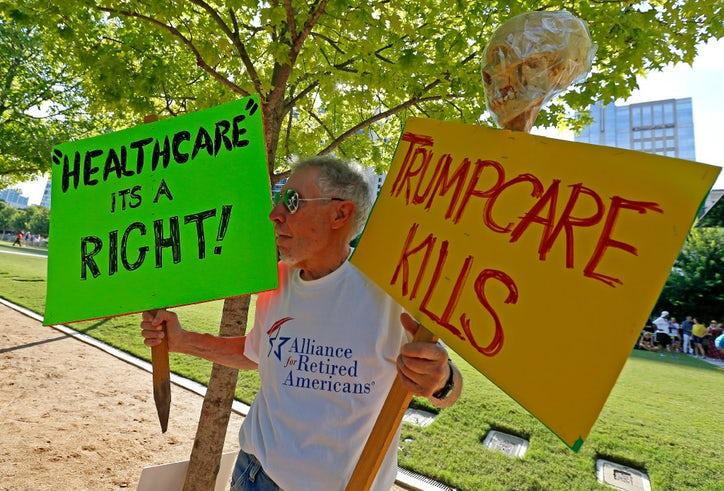 "HEALTHCARE"
ITS A
RIGHT!
TRUMPCARE
KILLS
Alliance
for Retired
Americans